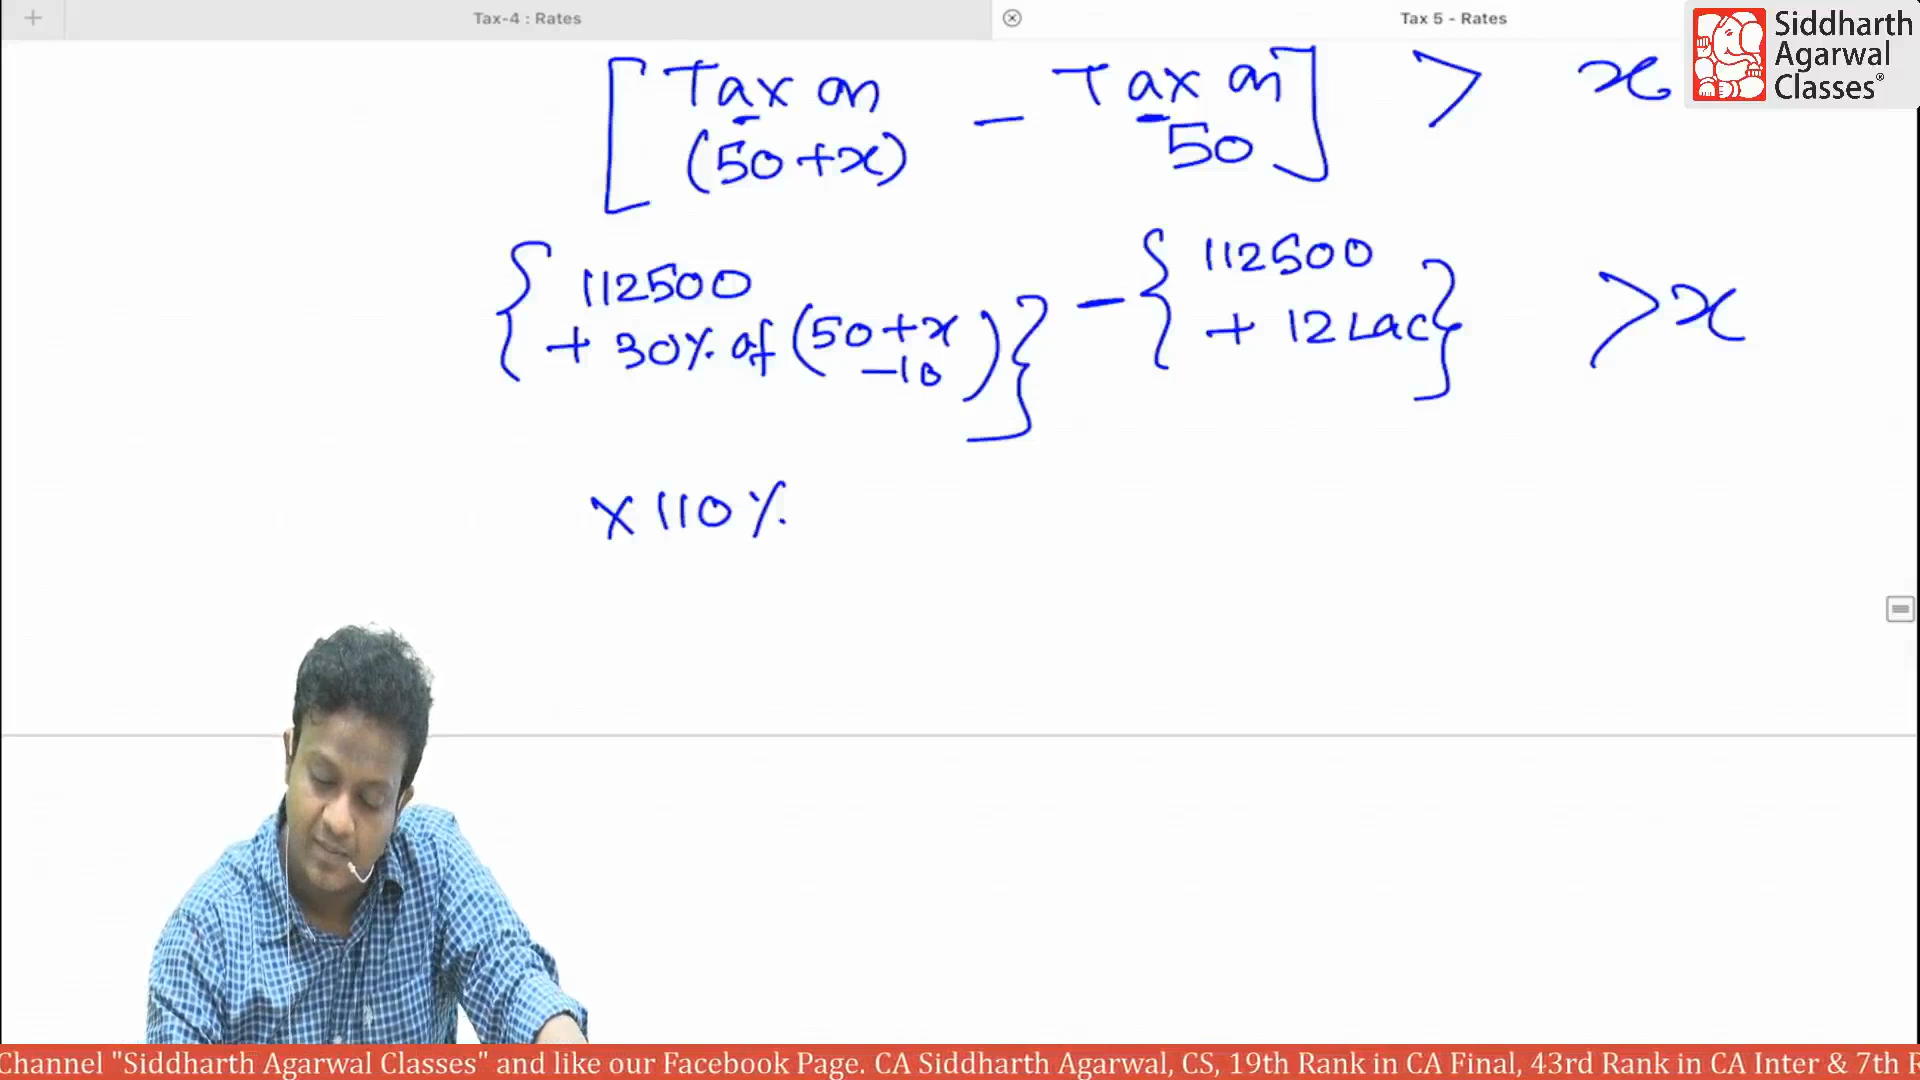 Tax-4 : Rates
Tax 5 - Rates
Siddharth
Agarwal
Classes®
[Tax on (50+x) - Tax on 50] > x
{112500 + 30% of (50+x -10)} - {112500 + 12 Lac} > x
x 110%
Channel "Siddharth Agarwal Classes" and like our Facebook Page. CA Siddharth Agarwal, CS, 19th Rank in CA Final, 43rd Rank in CA Inter & 7th R